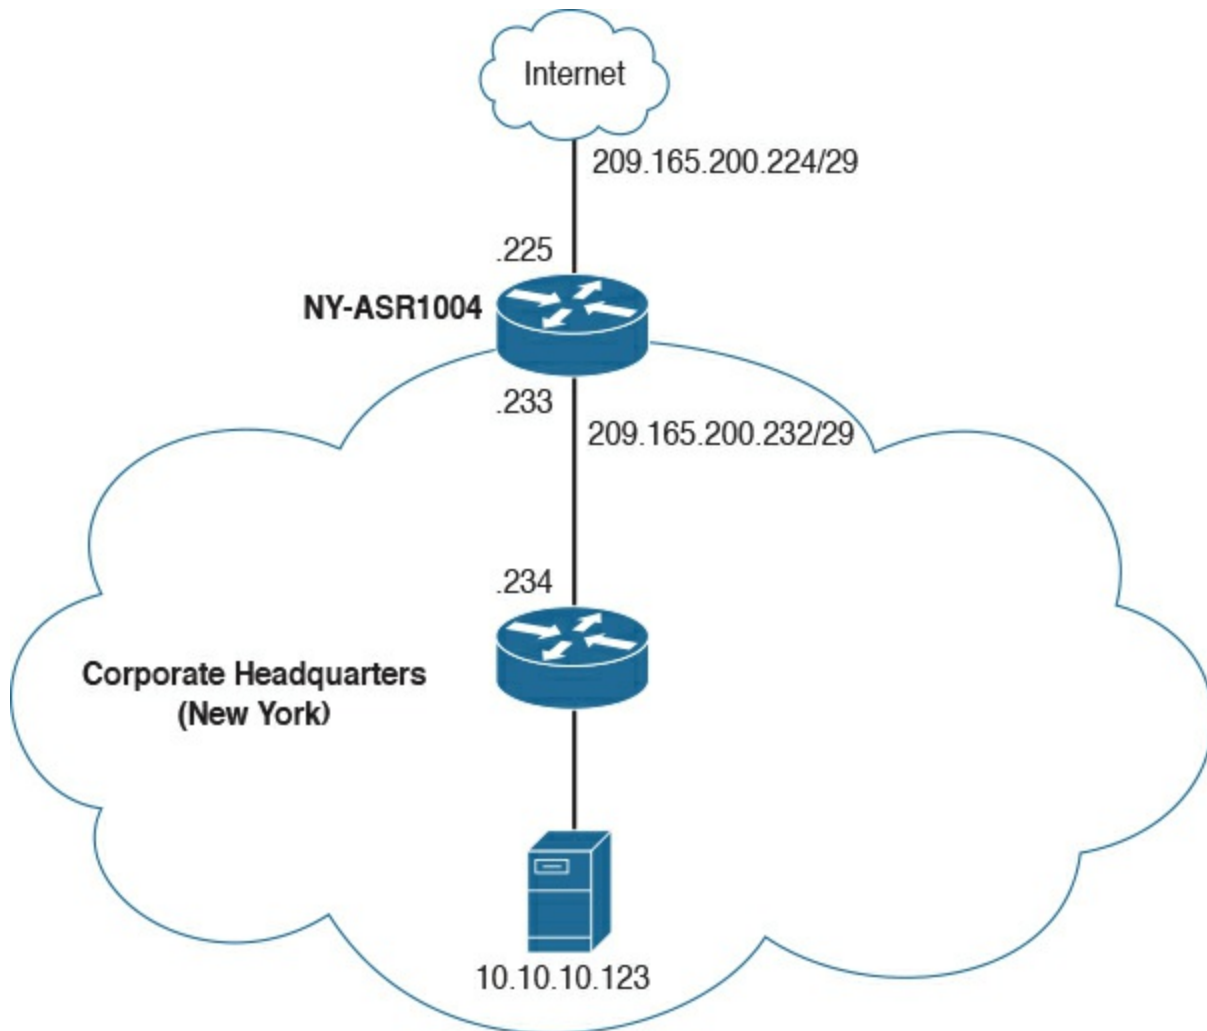 Internet
209.165.200.224/29
.225
NY-ASR1004
.233
209.165.200.232/29
.234
Corporate Headquarters
(New York)
10.10.10.123